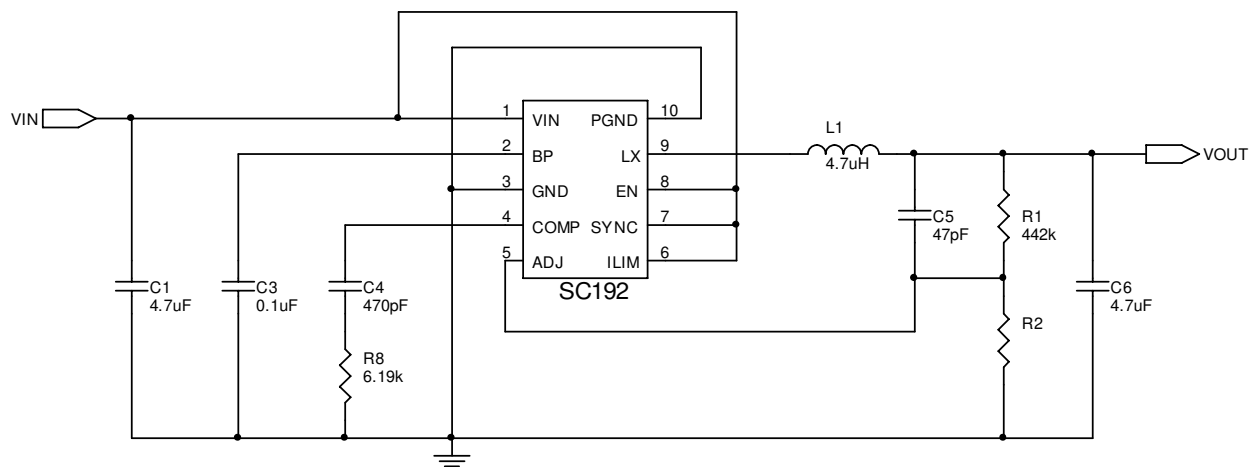 VIN
1
VIN
PGND
10
2
BP
LX
9
3
GND
EN
8
4
COMP
SYNC
7
5
ADJ
ILIM
6
SC192
L1
4.7uH
VOUT
C5
47pF
R1
442k
C1
4.7uF
C3
0.1uF
C4
470pF
C6
4.7uF
R2
R8
6.19k